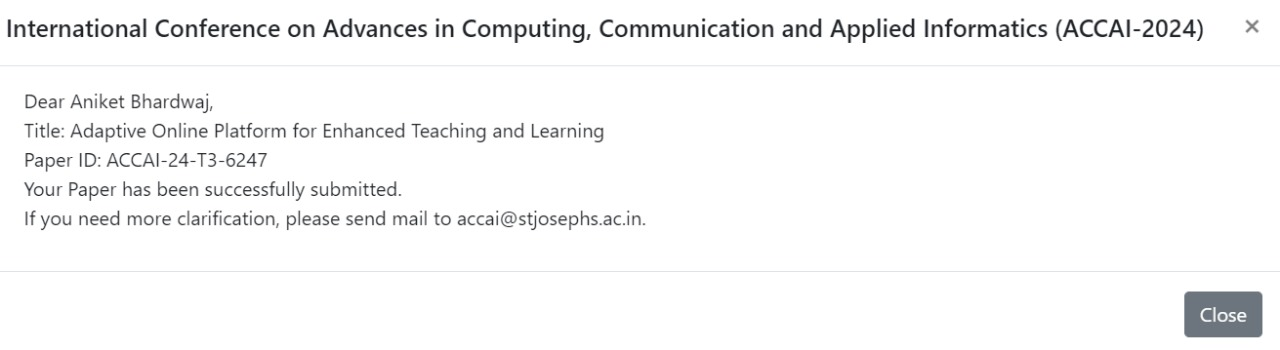 International Conference on Advances in Computing, Communication and Applied Informatics (ACCAI-2024) ×
Dear Aniket Bhardwaj,
Title: Adaptive Online Platform for Enhanced Teaching and Learning
Paper ID: ACCAI-24-T3-6247
Your Paper has been successfully submitted.
If you need more clarification, please send mail to accai@stjosephs.ac.in.
Close